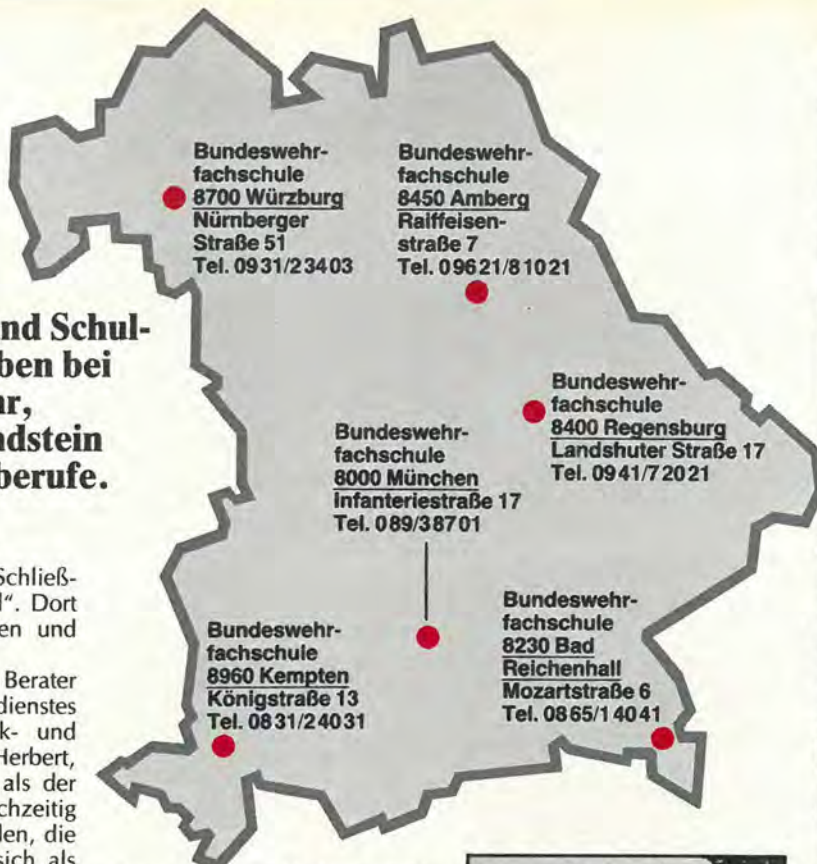 Bundeswehr-
fachschule
8700 Würzburg
Nürnberger
Straße 51
Tel. 0931/23403
Bundeswehr-
fachschule
8450 Amberg
Raiffeisen-
straße 7
Tel. 09621/81021
nd Schul-
ben bei
r,
dstein
berufe.
Bundeswehr-
fachschule
8400 Regensburg
Landshuter Straße 17
Tel. 0941/72021
Bundeswehr-
fachschule
8000 München
Infanteriestraße 17
Tel. 089/38701
Schließ-
l“. Dort
en und
Berater
dienstes
k- und
Herbert,
als der
chzeitig
den, die
sich als
Bundeswehr-
fachschule
8960 Kempten
Königstraße 13
Tel. 0831/24031
Bundeswehr-
fachschule
8230 Bad
Reichenhall
Mozartstraße 6
Tel. 0865/14041